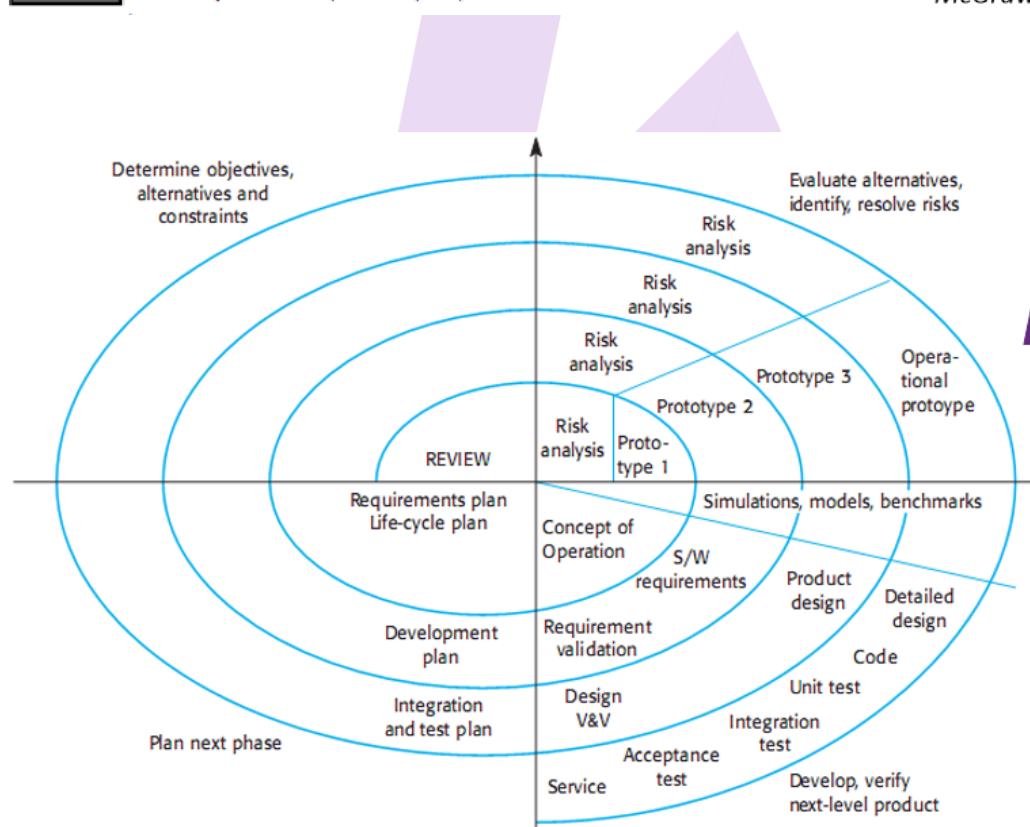 Determine objectives,
alternatives and
constraints
Evaluate alternatives,
identify, resolve risks
Risk
analysis
Risk
analysis
Risk
analysis
Risk
analysis
Proto-
type 1
Prototype 2
Prototype 3
Opera-
tional
protoype
REVIEW
Requirements plan
Life-cycle plan
Simulations, models, benchmarks
Concept of
Operation
S/W
requirements
Product
design
Detailed
design
Development
plan
Requirement
validation
Code
Unit test
Integration
and test plan
Design
V&V
Integration
test
Plan next phase
Acceptance
test
Service
Develop, verify
next-level product